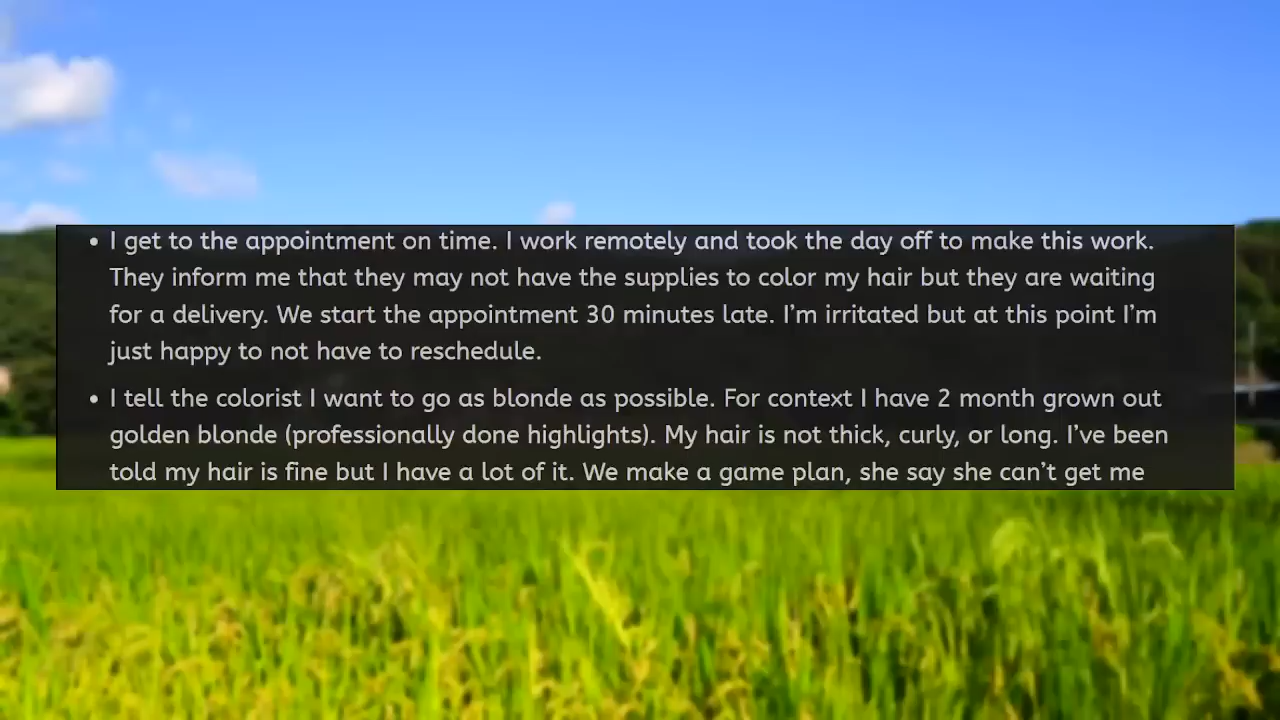 • I get to the appointment on time. I work remotely and took the day off to make this work.
They inform me that they may not have the supplies to color my hair but they are waiting
for a delivery. We start the appointment 30 minutes late. I'm irritated but at this point I'm
just happy to not have to reschedule.
• I tell the colorist I want to go as blonde as possible. For context I have 2 month grown out
golden blonde (professionally done highlights). My hair is not thick, curly, or long. I've been
told my hair is fine but I have a lot of it. We make a game plan, she say she can't get me